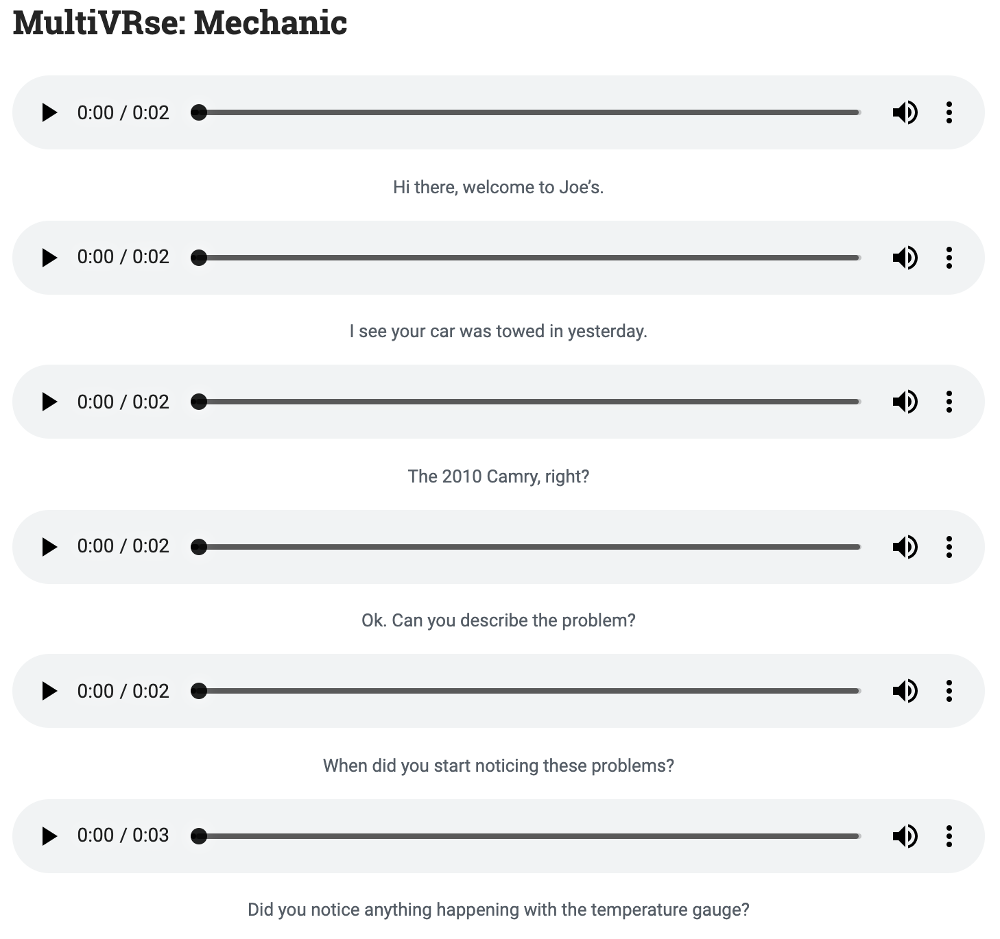 MultiVRse: Mechanic
0:00 / 0:02
Hi there, welcome to Joe’s.
0:00 / 0:02
I see your car was towed in yesterday.
0:00 / 0:02
The 2010 Camry, right?
0:00 / 0:02
Ok. Can you describe the problem?
0:00 / 0:02
When did you start noticing these problems?
0:00 / 0:03
Did you notice anything happening with the temperature gauge?